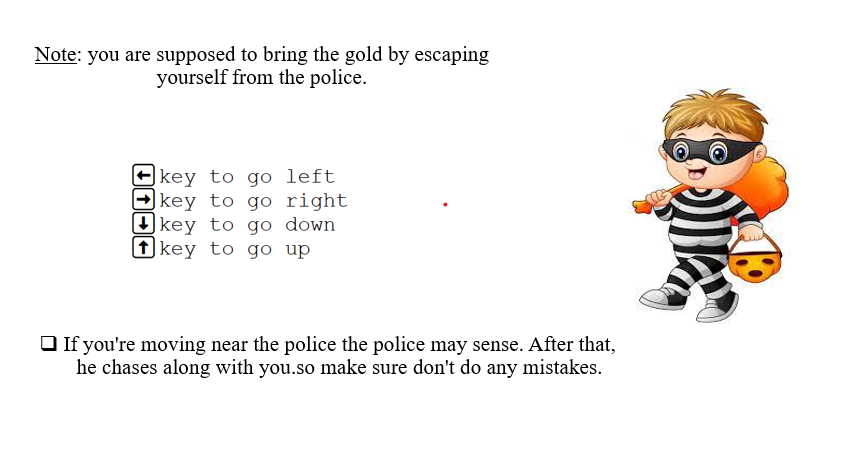 Note: you are supposed to bring the gold by escaping
yourself from the police.
key to go left
key to go right
key to go down
key to go up
If you're moving near the police the police may sense. After that,
he chases along with you.so make sure don't do any mistakes.